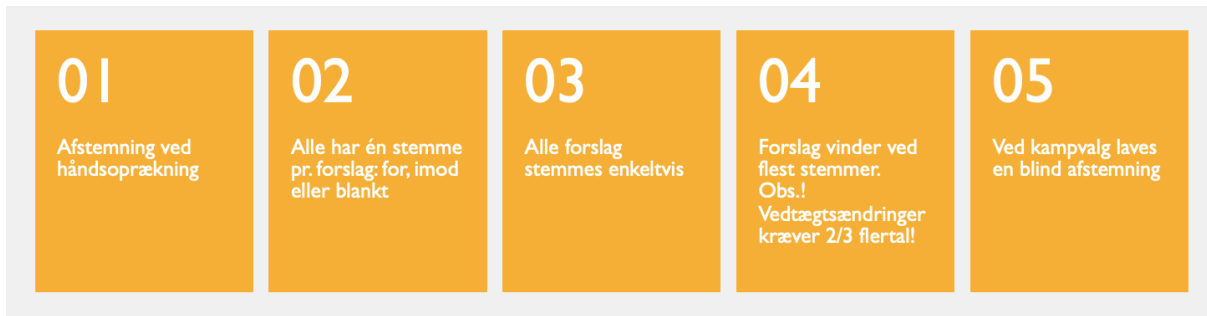 01
Afstemning ved
håndsoprækning
02
Alle har én stemme
pr. forslag: for, imod
eller blankt
03
Alle forslag
stemmes enkeltvis
04
Forslag vinder ved
flest stemmer.
Obs.!
Vedtægtsændringer
kræver 2/3 flertal!
05
Ved kampvalg laves
en blind afstemning